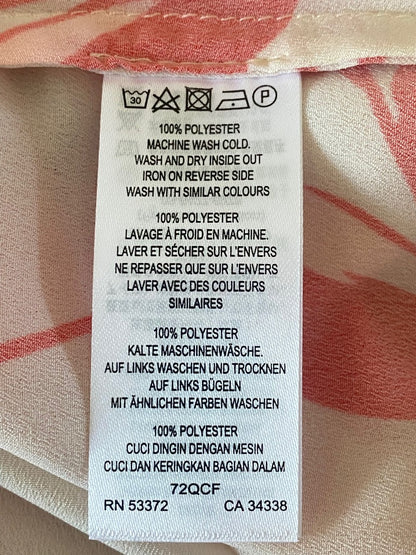 30 P
100% POLYESTER
MACHINE WASH COLD.
WASH AND DRY INSIDE OUT
IRON ON REVERSE SIDE
WASH WITH SIMILAR COLOURS
100% POLYESTER
LAVAGE À FROID EN MACHINE.
LAVER ET SÉCHER SUR L'ENVERS
NE REPASSER QUE SUR L'ENVERS
LAVER AVEC DES COULEURS
SIMILAIRES
100% POLYESTER
KALTE MASCHINENWÄSCHE.
AUF LINKS WASCHEN UND TROCKNEN
AUF LINKS BÜGELN
MIT ÄHNLICHEN FARBEN WASCHEN
100% POLYESTER
CUCI DINGIN DENGAN MESIN
CUCI DAN KERINGKAN BAGIAN DALAM
72QCF
RN 53372 CA 34338